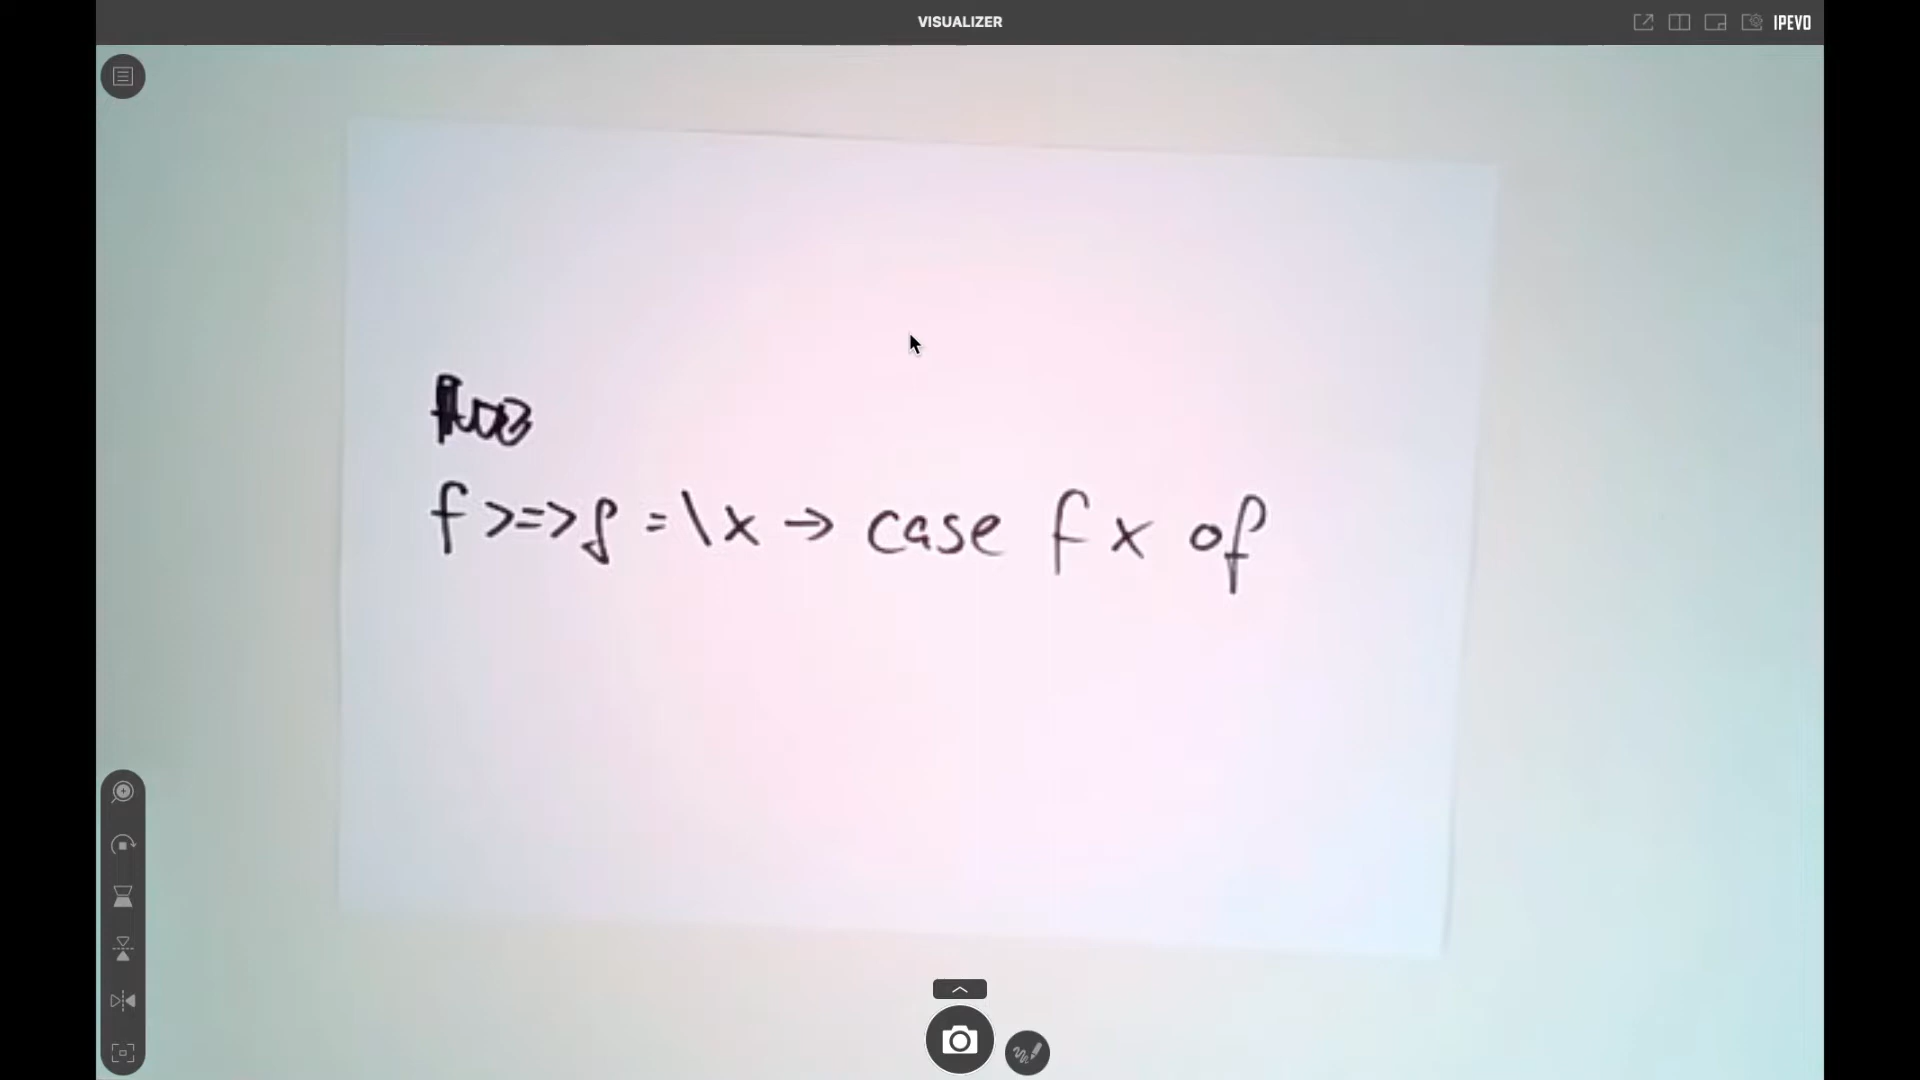 VISUALIZER
IPEVO
f >=> g = \x -> case f x of